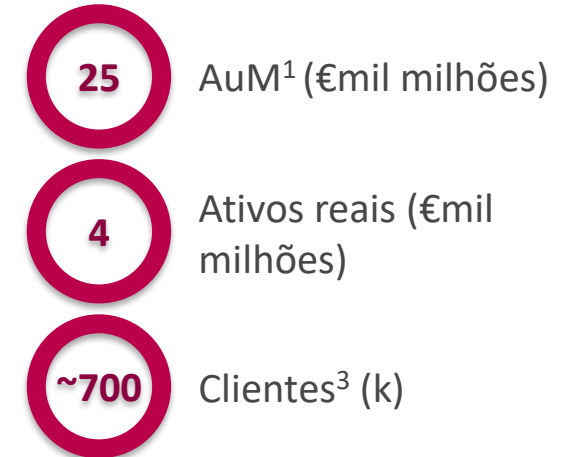 25 AuM¹ (€mil milhões)
4 Ativos reais (€mil
milhões)
~700 Clientes³ (k)